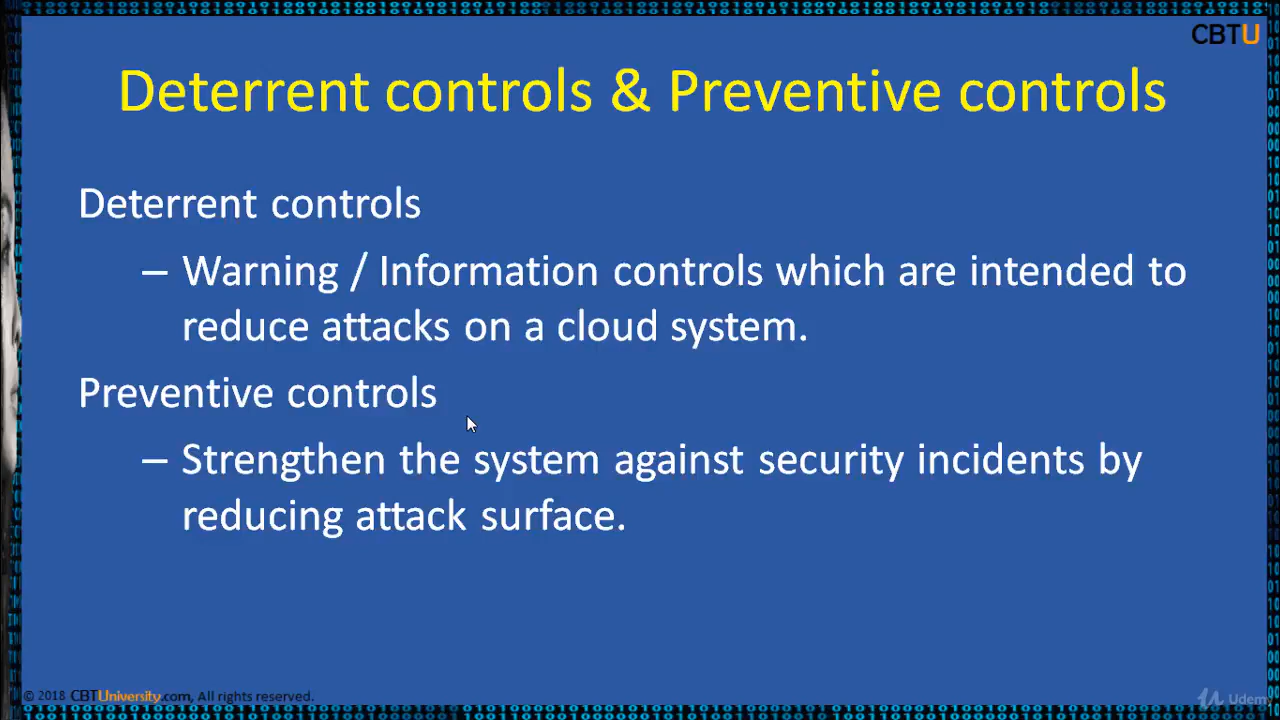 CBTU
Deterrent controls & Preventive controls
Deterrent controls
– Warning / Information controls which are intended to
reduce attacks on a cloud system.
Preventive controls
– Strengthen the system against security incidents by
reducing attack surface.
© 2018 CBTUniversity.com, All rights reserved.
Udemy